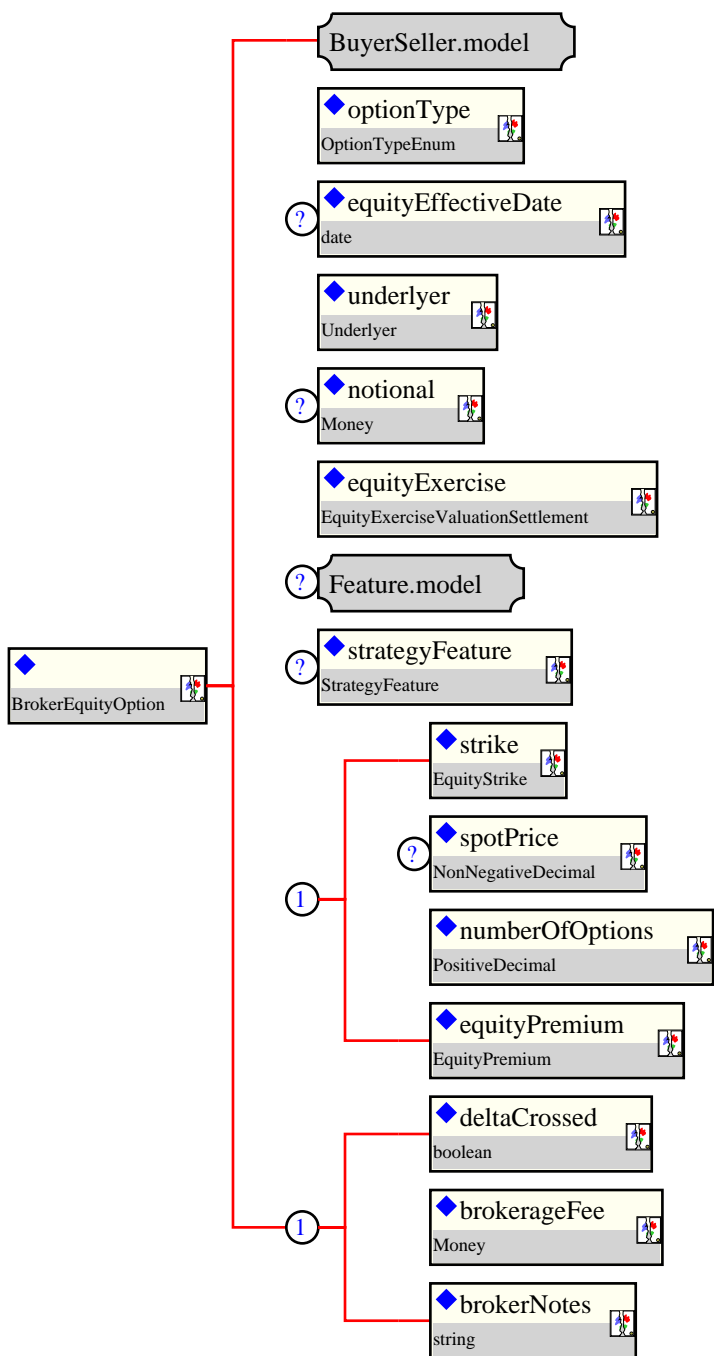 BuyerSeller.model
optionType
OptionTypeEnum
?
equityEffectiveDate
date
underlyer
Underlyer
?
notional
Money
equityExercise
EquityExerciseValuationSettlement
?
Feature.model
?
strategyFeature
StrategyFeature
BrokerEquityOption
1
strike
EquityStrike
?
spotPrice
NonNegativeDecimal
numberOfOptions
PositiveDecimal
equityPremium
EquityPremium
1
deltaCrossed
boolean
brokerageFee
Money
brokerNotes
string